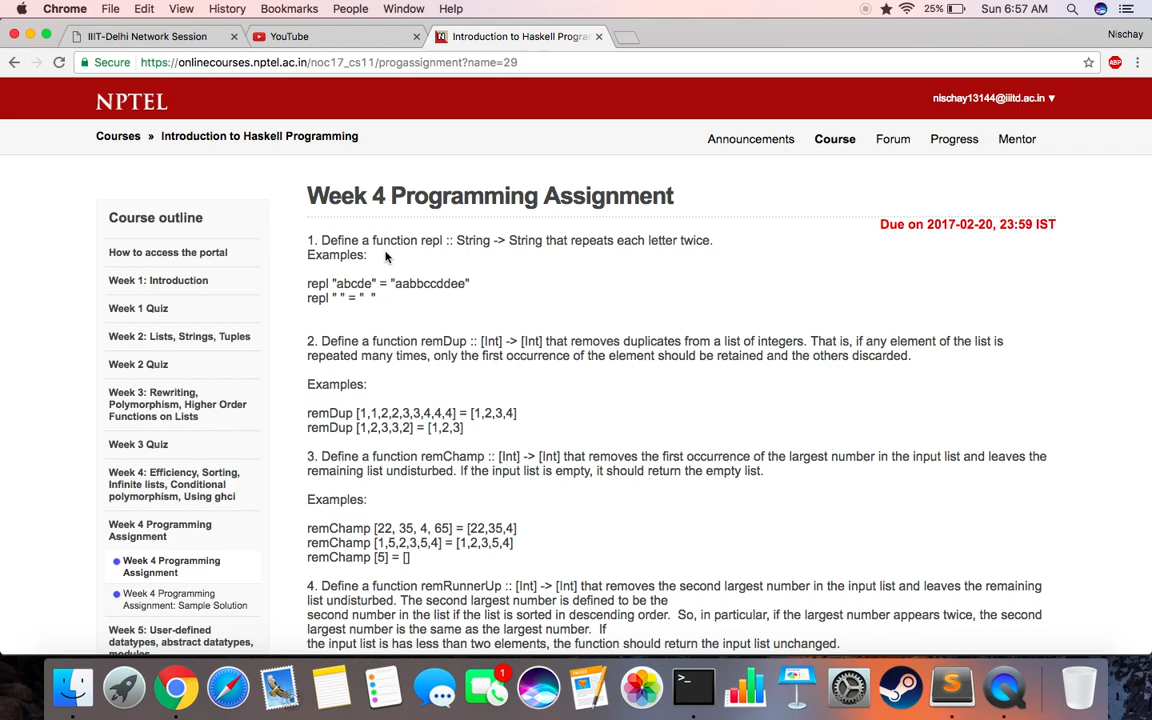 Chrome File Edit View History Bookmarks People Window Help 25% Sun 6:57 AM
IIIT-Delhi Network Session YouTube Introduction to Haskell Progra Nischay
Secure https://onlinecourses.nptel.ac.in/noc17_cs11/progassignment?name=29 ABP
NPTEL nischay13144@iiitd.ac.in ▼
Courses » Introduction to Haskell Programming Announcements Course Forum Progress Mentor
Course outline
How to access the portal
Week 1: Introduction
Week 1 Quiz
Week 2: Lists, Strings, Tuples
Week 2 Quiz
Week 3: Rewriting,
Polymorphism, Higher Order
Functions on Lists
Week 3 Quiz
Week 4: Efficiency, Sorting,
Infinite lists, Conditional
polymorphism, Using ghci
Week 4 Programming
Assignment
Week 4 Programming
Assignment
Week 4 Programming
Assignment: Sample Solution
Week 5: User-defined
datatypes, abstract datatypes,
modules
Week 4 Programming Assignment
Due on 2017-02-20, 23:59 IST
1. Define a function repl :: String -> String that repeats each letter twice.
Examples:
repl "abcde" = "aabbccddee"
repl " " = "  "
2. Define a function remDup :: [Int] -> [Int] that removes duplicates from a list of integers. That is, if any element of the list is
repeated many times, only the first occurrence of the element should be retained and the others discarded.
Examples:
remDup [1,1,2,2,3,3,4,4,4] = [1,2,3,4]
remDup [1,2,3,3,2] = [1,2,3]
3. Define a function remChamp :: [Int] -> [Int] that removes the first occurrence of the largest number in the input list and leaves the
remaining list undisturbed. If the input list is empty, it should return the empty list.
Examples:
remChamp [22, 35, 4, 65] = [22,35,4]
remChamp [1,5,2,3,5,4] = [1,2,3,5,4]
remChamp [5] = []
4. Define a function remRunnerUp :: [Int] -> [Int] that removes the second largest number in the input list and leaves the remaining
list undisturbed. The second largest number is defined to be the
second number in the list if the list is sorted in descending order. So, in particular, if the largest number appears twice, the second
largest number is the same as the largest number. If
the input list is has less than two elements, the function should return the input list unchanged.
1